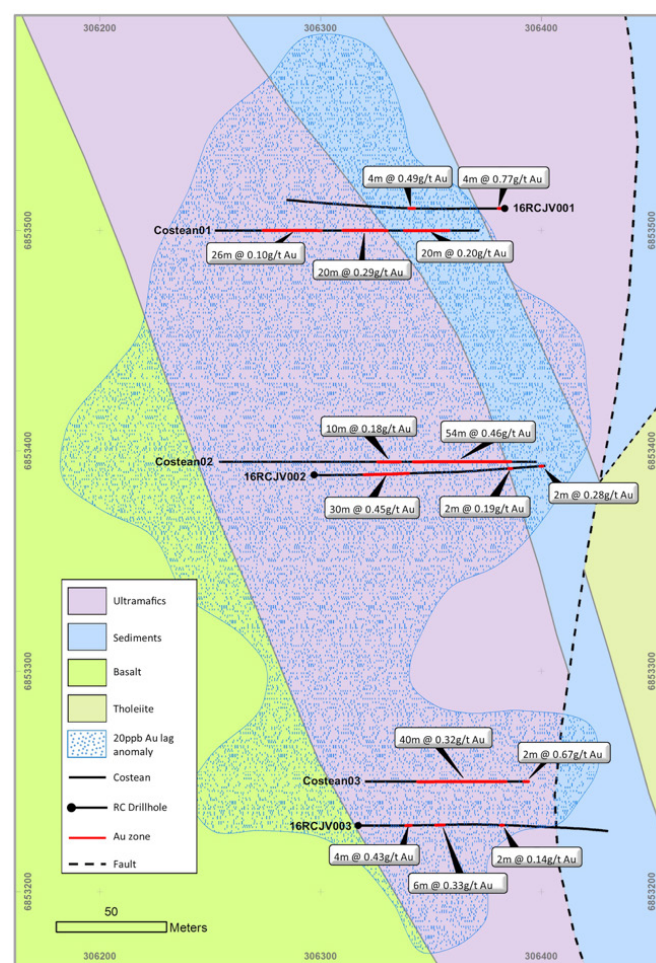 306200
306300
306400
4m @ 0.49g/t Au
4m @ 0.77g/t Au
16RCJV001
6853500
6853500
Costean01
26m @ 0.10g/t Au
20m @ 0.20g/t Au
20m @ 0.29g/t Au
10m @ 0.18g/t Au
54m @ 0.46g/t Au
6853400
6853400
Costean02
16RCJV002
30m @ 0.45g/t Au
2m @ 0.19g/t Au
2m @ 0.28g/t Au
Ultramafics
Sediments
Basalt
Tholeiite
20ppb Au lag
anomaly
Costean
RC Drillhole
Au zone
Fault
6853300
6853300
40m @ 0.32g/t Au
2m @ 0.67g/t Au
Costean03
16RCJV003
4m @ 0.43g/t Au
2m @ 0.14g/t Au
6m @ 0.33g/t Au
6853200
6853200
50
Meters
306200
306300
306400